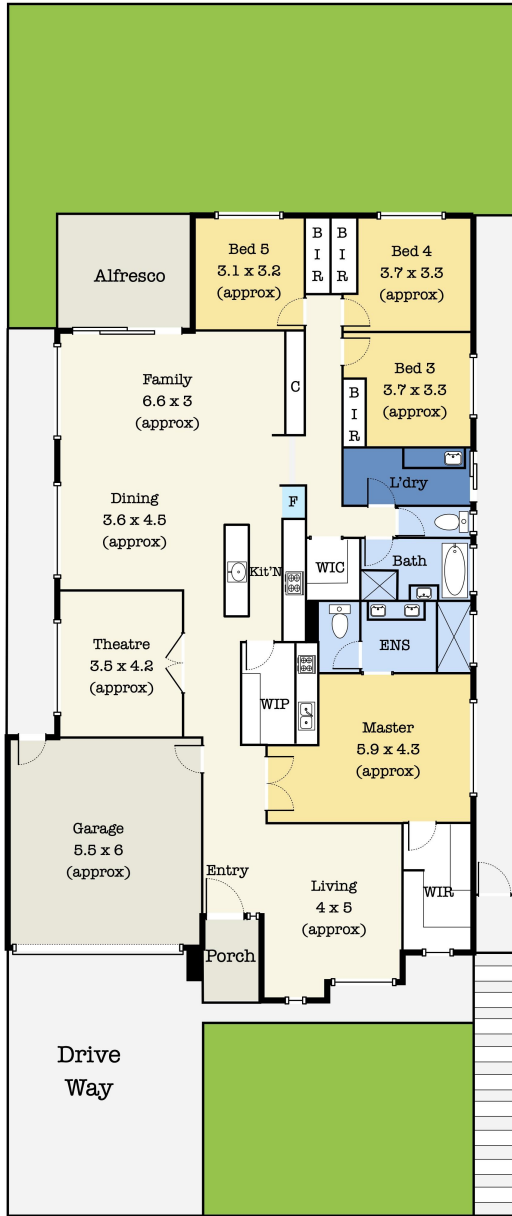 B
I
R
B
I
R
Bed 5
3.1 x 3.2
(approx)
Bed 4
3.7 x 3.3
(approx)
Alfresco
Family
6.6 x 3
(approx)
C
Bed 3
3.7 x 3.3
(approx)
B
I
R
L'dry
Dining
3.6 x 4.5
(approx)
F
Kit'N
WIC
Bath
Theatre
3.5 x 4.2
(approx)
ENS
WIP
Master
5.9 x 4.3
(approx)
Garage
5.5 x 6
(approx)
Entry
Living
4 x 5
(approx)
WIR
Porch
Drive
Way